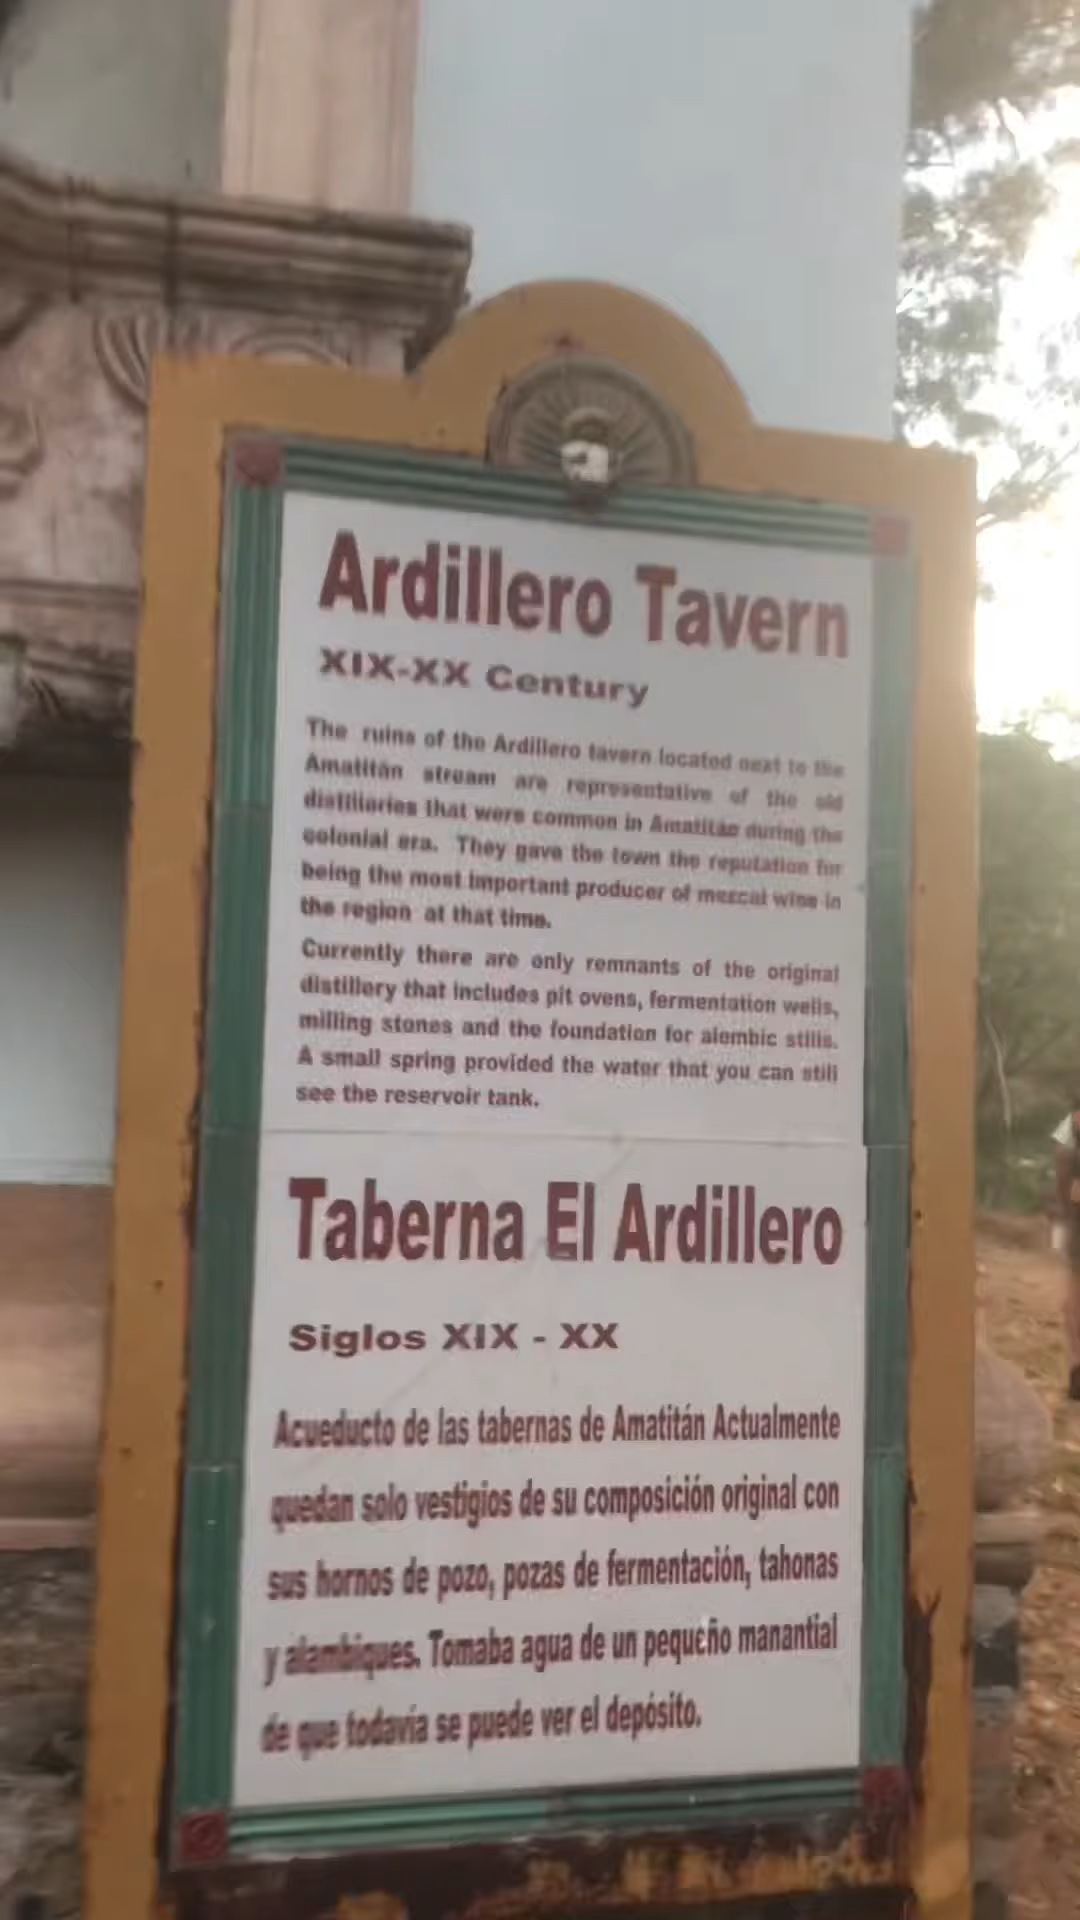 Ardillero Tavern
XIX-XX Century
The ruins of the Ardillero tavern located next to the
Amatitán stream are representative of the old
distilleries that were common in Amatitán during the
colonial era. They gave the town the reputation for
being the most important producer of mezcal wine in
the region at that time.
Currently there are only remnants of the original
distillery that includes pit ovens, fermentation wells,
milling stones and the foundation for alembic stills.
A small spring provided the water that you can still
see the reservoir tank.
Taberna El Ardillero
Siglos XIX - XX
Acueducto de las tabernas de Amatitán Actualmente
quedan solo vestigios de su composición original con
sus hornos de pozo, pozas de fermentación, tahonas
y alambiques. Tomaba agua de un pequeño manantial
de que todavía se puede ver el depósito.